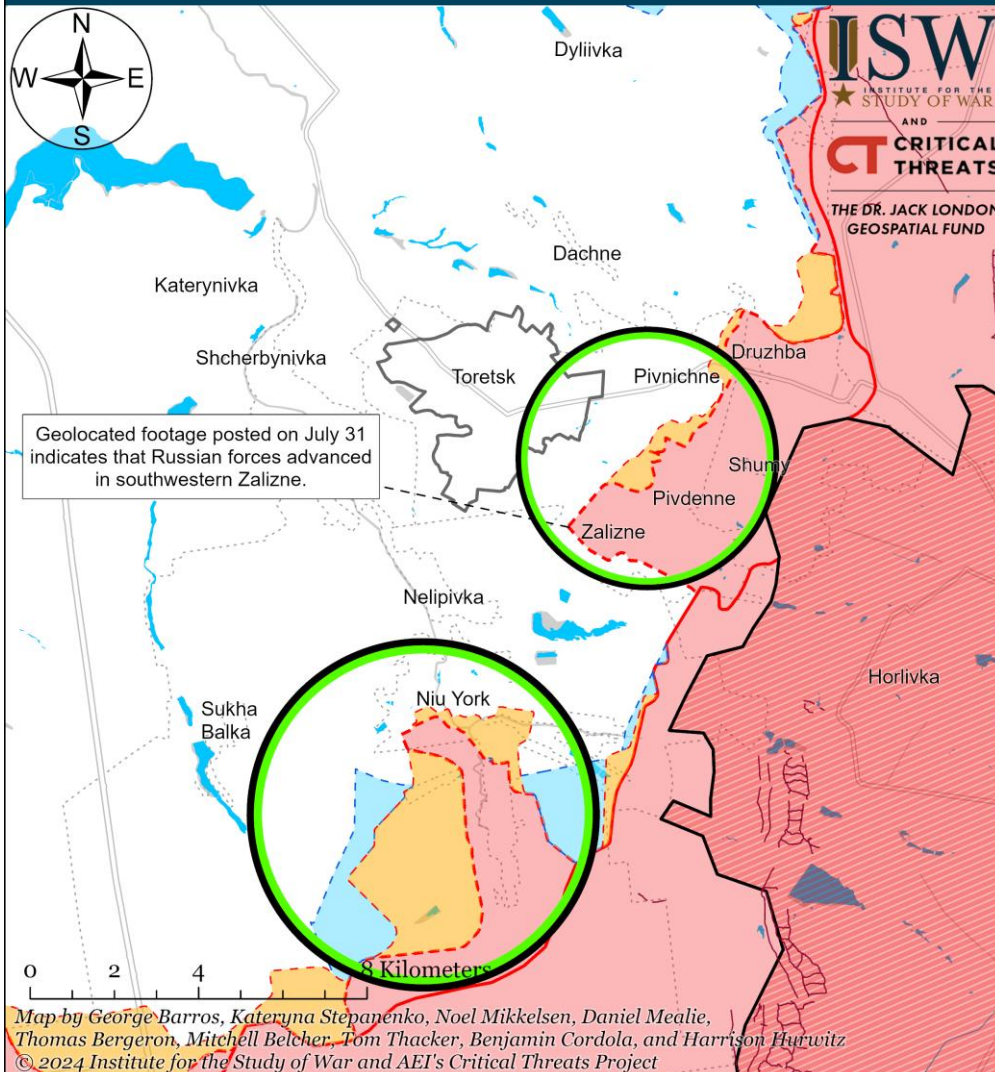 N
W
E
S
ISW
INSTITUTE FOR THE
STUDY OF WAR
AND
CT CRITICAL
THREATS
THE DR. JACK LONDON
GEOSPATIAL FUND
Dyliivka
Dachne
Katerynivka
Shcherbynivka
Toretsk
Druzhba
Pivnichne
Geolocated footage posted on July 31
indicates that Russian forces advanced
in southwestern Zalizne.
Shumy
Pivdenne
Zalizne
Nelipivka
Horlivka
Niu York
Sukha
Balka
0 2 4 8 Kilometers
Map by George Barros, Kateryna Stepanenko, Noel Mikkelsen, Daniel Mealie,
Thomas Bergeron, Mitchell Belcher, Tom Thacker, Benjamin Cordola, and Harrison Hurwitz
© 2024 Institute for the Study of War and AEI's Critical Threats Project